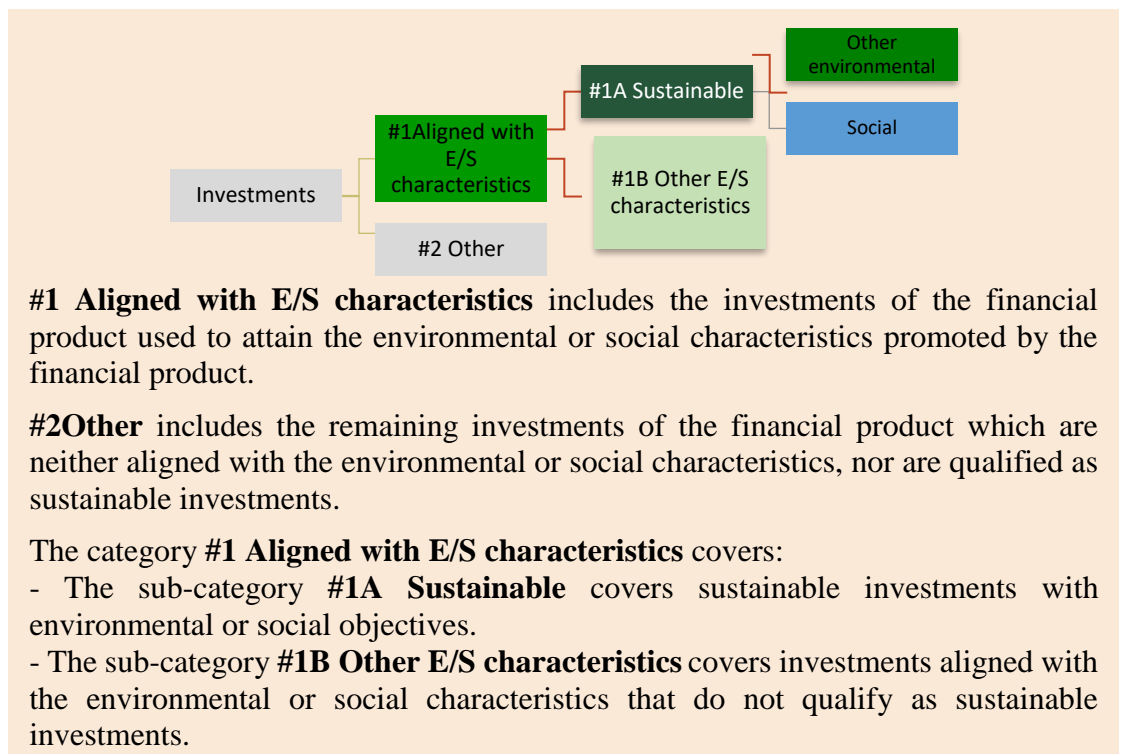 Other
environmental
#1A Sustainable
Social
#1Aligned with
E/S
characteristics
#1B Other E/S
characteristics
Investments
#2 Other
#1 Aligned with E/S characteristics includes the investments of the financial
product used to attain the environmental or social characteristics promoted by the
financial product.
#2Other includes the remaining investments of the financial product which are
neither aligned with the environmental or social characteristics, nor are qualified as
sustainable investments.
The category #1 Aligned with E/S characteristics covers:
- The sub-category #1A Sustainable covers sustainable investments with
environmental or social objectives.
- The sub-category #1B Other E/S characteristics covers investments aligned with
the environmental or social characteristics that do not qualify as sustainable
investments.